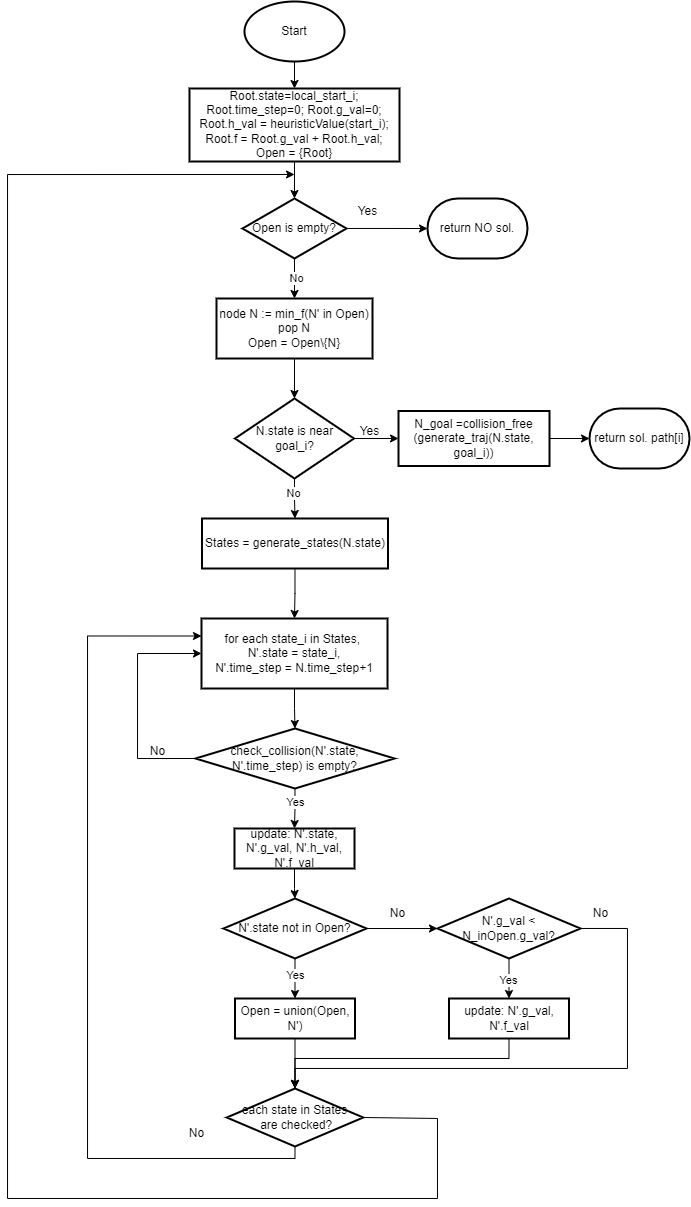 Start
Root.state=local_start_i;
Root.time_step=0; Root.g_val=0;
Root.h_val = heuristicValue(start_i);
Root.f = Root.g_val + Root.h_val;
Open = {Root}
Open is empty?
Yes
return NO sol.
No
node N := min_f(N' in Open)
pop N
Open = Open\{N}
N.state is near
goal_i?
Yes
N_goal =collision_free
(generate_traj(N.state,
goal_i))
return sol. path[i]
No
States = generate_states(N.state)
for each state_i in States,
N'.state = state_i,
N'.time_step = N.time_step+1
check_collision(N'.state,
N'.time_step) is empty?
No
Yes
update: N'.state,
N'.g_val, N'.h_val,
N'.f_val
N'.state not in Open?
No
N'.g_val <
N_inOpen.g_val?
No
Yes
Yes
Open = union(Open,
N')
update: N'.g_val,
N'.f_val
each state in States
are checked?
No